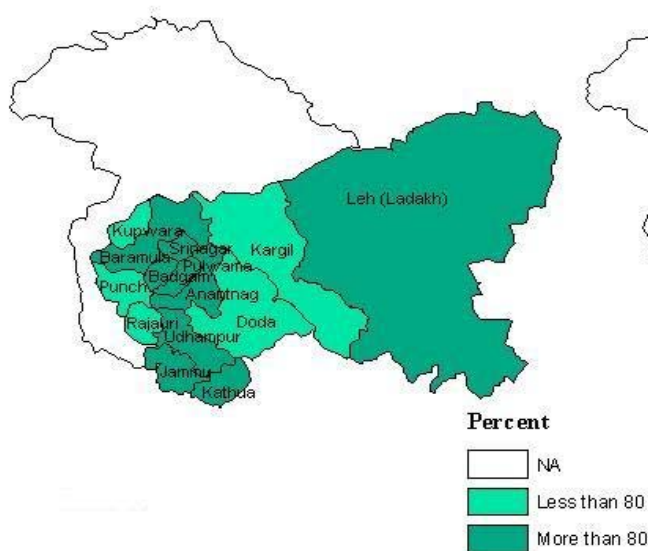 Leh (Ladakh)
Kupwara
Srinagar
Kargil
Baramula
Pulwama
Badgam
Punch
Anantnag
Rajauri
Doda
Udhampur
Jammu
Kathua
Percent
NA
Less than 80
More than 80